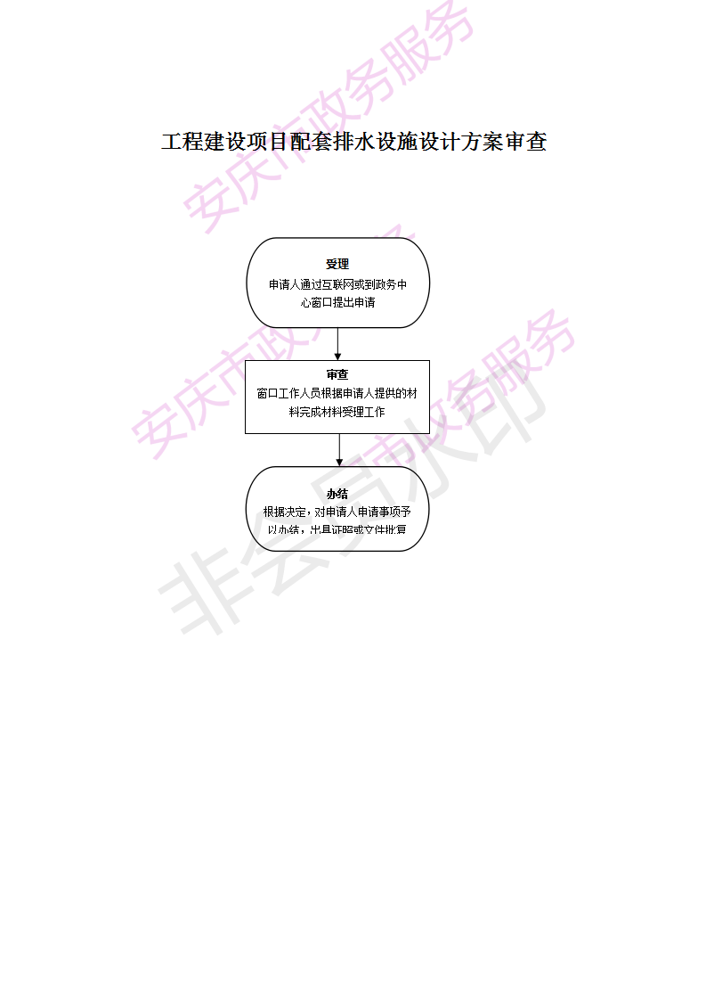 安庆市政务服务
工程建设项目配套排水设施设计方案审查
受理
申请人通过互联网或到政务中
心窗口提出申请
安庆市政务服务
审查
窗口工作人员根据申请人提供的材
料完成材料受理工作
市政务服务
办结
根据决定，对申请人申请事项予
以办结，出具证照或文件批复
非会员水印